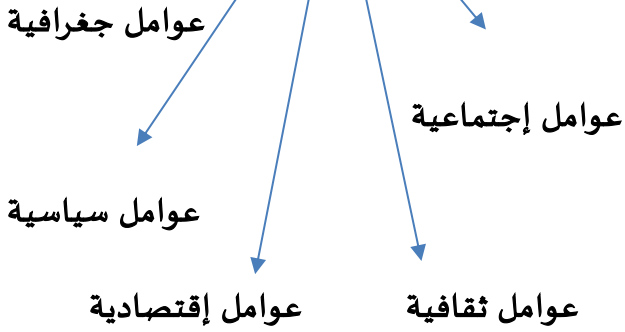 عوامل جغرافية
عوامل إجتماعية
عوامل سياسية
عوامل ثقافية
عوامل إقتصادية